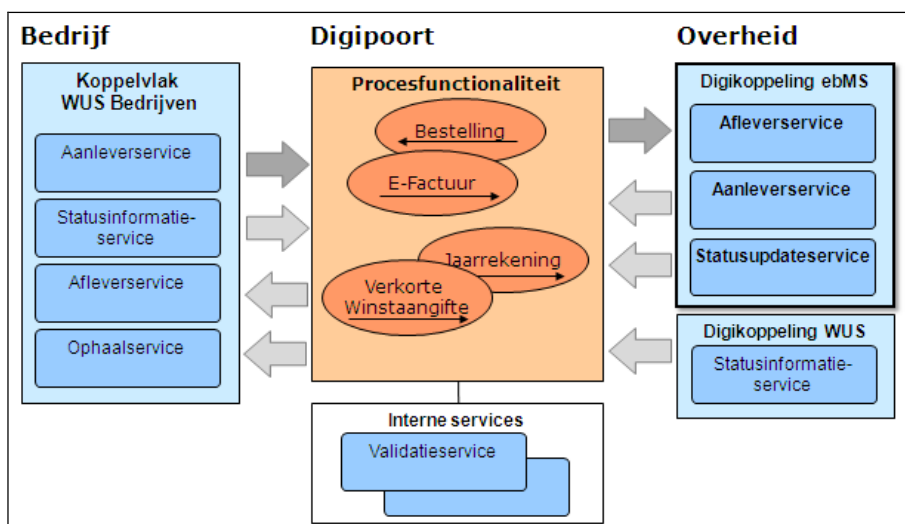 Bedrijf
Koppelvlak
WUS Bedrijven
Aanleverservice
Statusinformatie-
service
Afleverservice
Ophaalservice
Digipoort
Procesfunctionaliteit
Bestelling
E-Factuur
Jaarrekening
Verkorte
Winstaangifte
Interne services
Validatieservice
Overheid
Digikoppeling ebMS
Afleverservice
Aanleverservice
Statusupdateservice
Digikoppeling WUS
Statusinformatie-
service